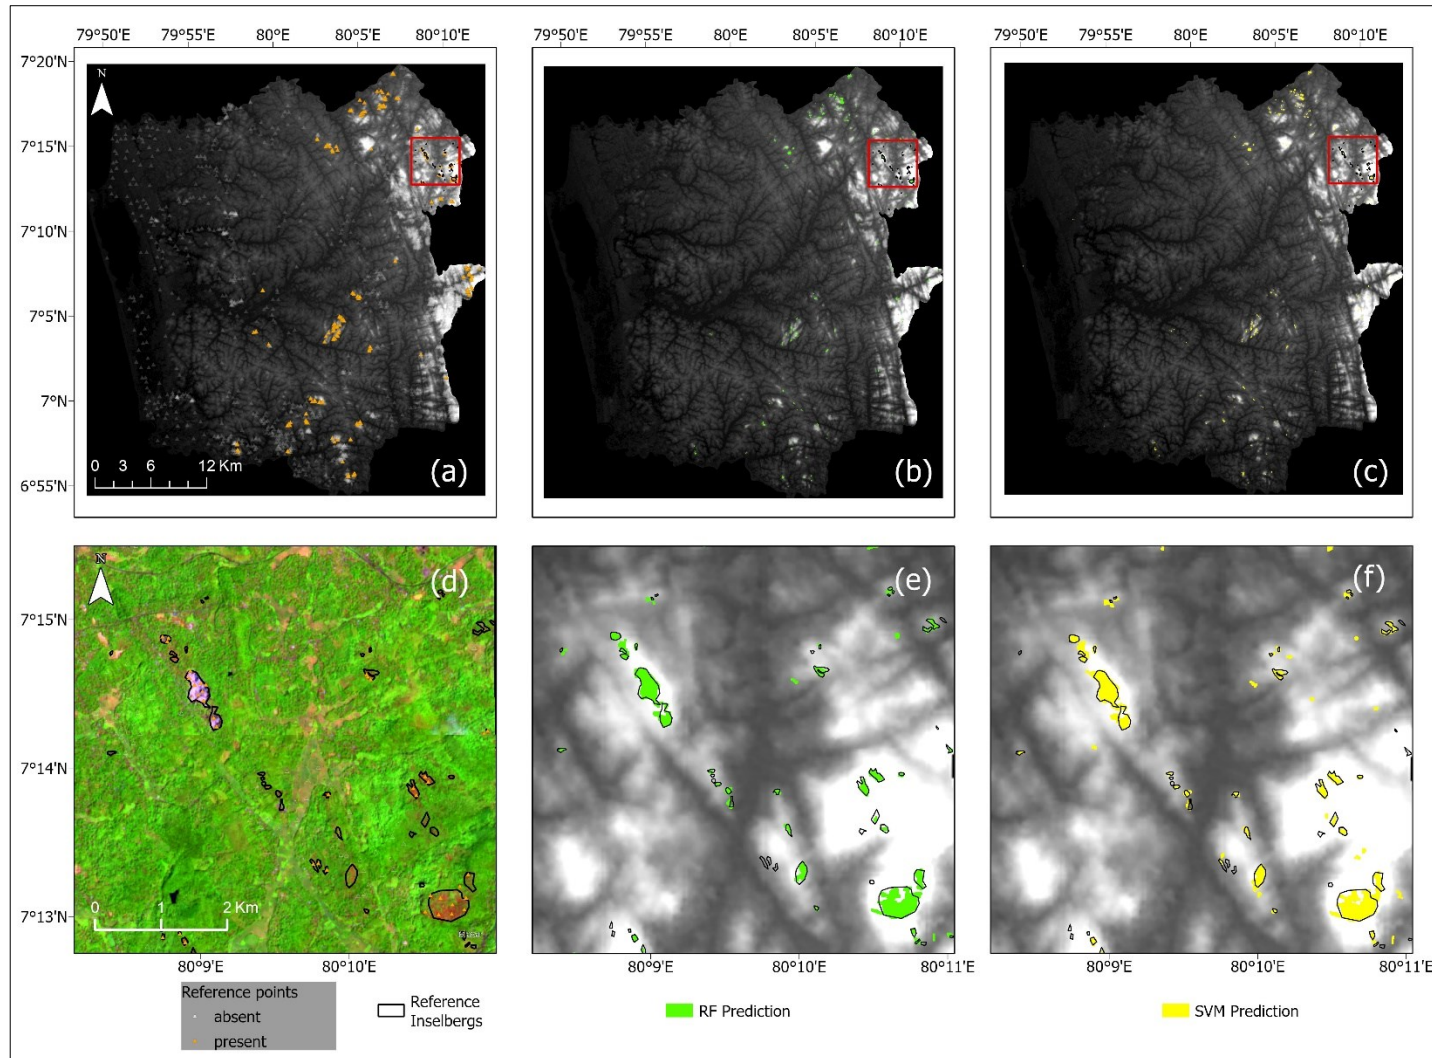 79°50'E 79°55'E 80°0'E 80°5'E 80°10'E
79°50'E 79°55'E 80°0'E 80°5'E 80°10'E
79°50'E 79°55'E 80°0'E 80°5'E 80°10'E
7°20'N
7°15'N
7°10'N
7°5'N
7°0'N
6°55'N
N
0 3 6 12 Km
(a)
(b)
(c)
N
(d)
(e)
(f)
7°15'N
7°14'N
7°13'N
0 1 2 Km
80°9'E 80°10'E
80°9'E 80°10'E 80°11'E
80°9'E 80°10'E 80°11'E
Reference points
absent
present
Reference
Inselbergs
RF Prediction
SVM Prediction